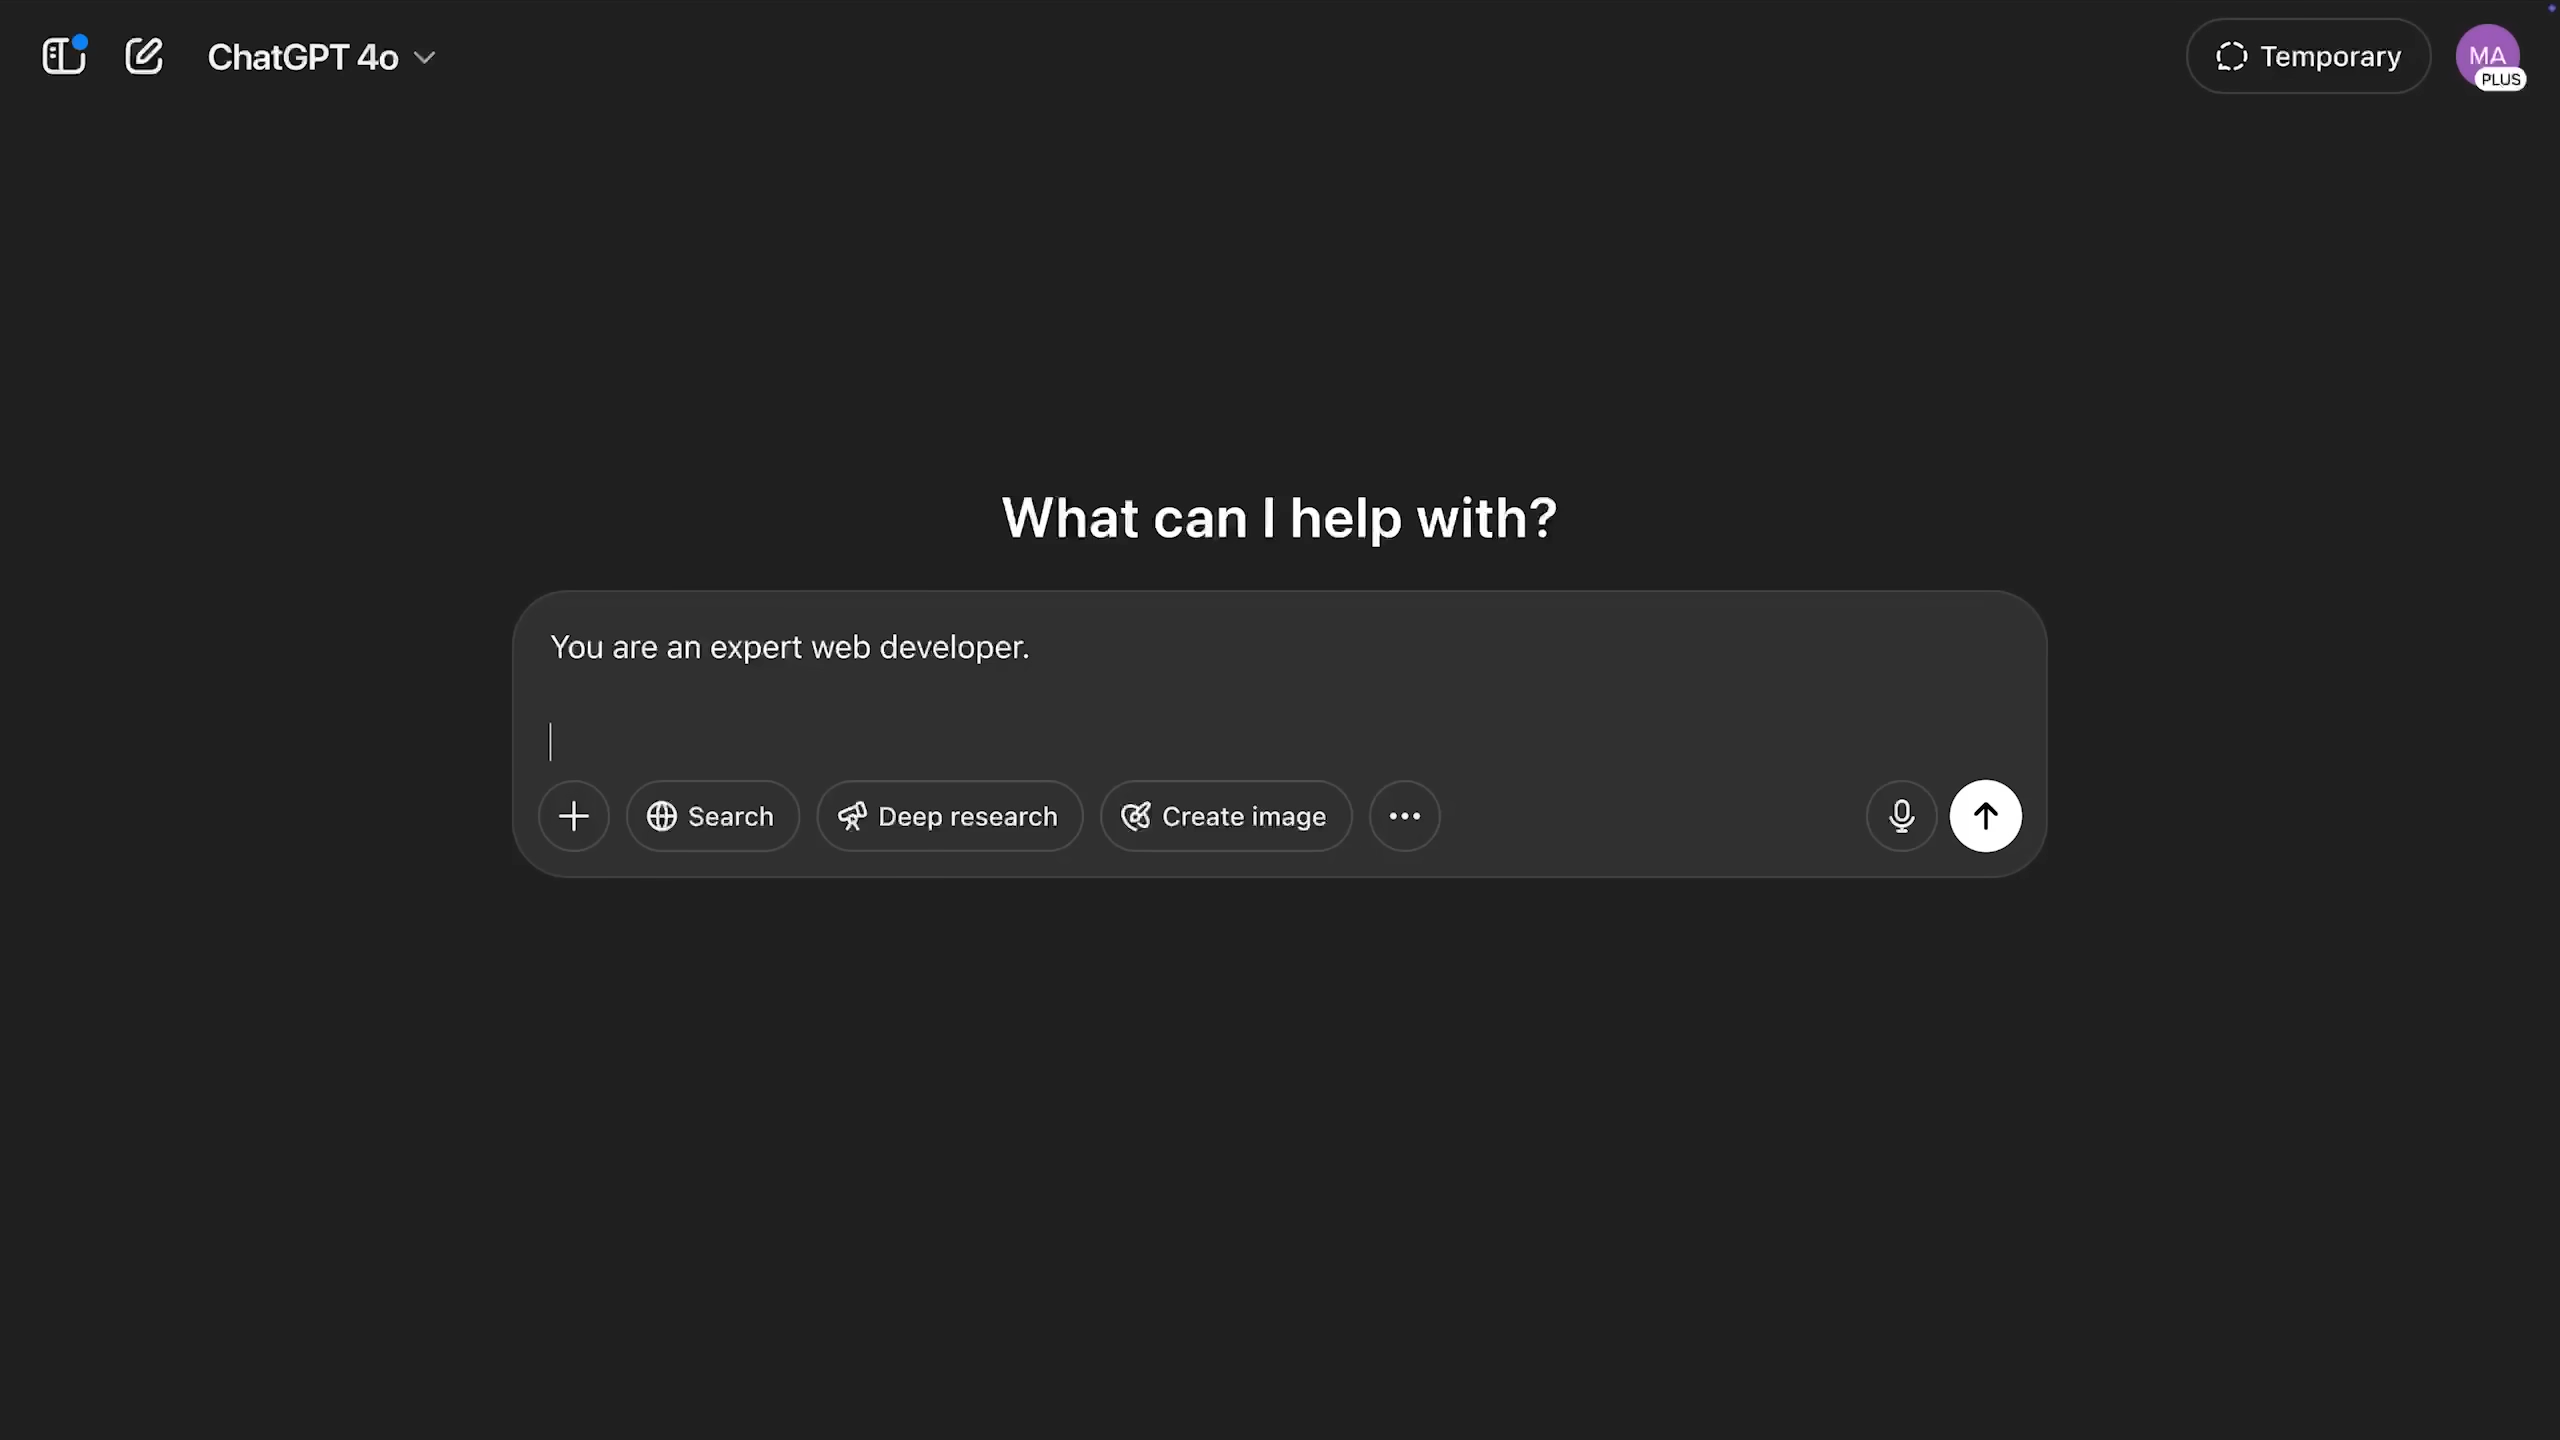 ChatGPT 4o
Temporary
MA
PLUS
What can I help with?
You are an expert web developer.
Search
Deep research
Create image